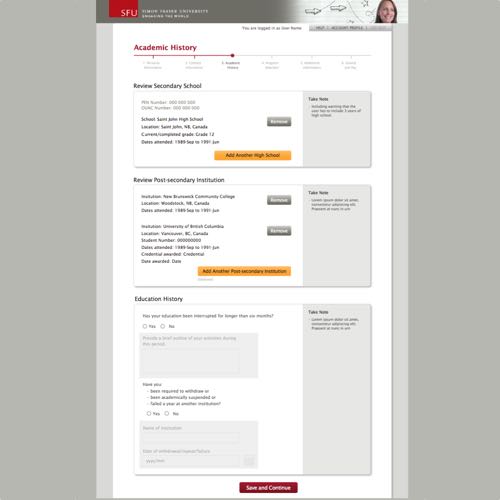 SFU SIMON FRASER UNIVERSITY
ENGAGING THE WORLD
You are logged in as User Name
HELP | ACCOUNT PROFILE |
Academic History
1. Personal Information
2. Contact Information
3. Academic History
4. Program Selection
5. Additional Information
6. Submit and Pay
Review Secondary School
PEN Number: 000 000 000
OUAC Number: 000 000 000
School: Saint John High School
Location: Saint John, NB, Canada
Current/completed grade: Grade 12
Dates attended: 1989-Sep to 1991-Jun
Remove
Add Another High School
Take Note
- Including warning that the
user has to include 3 years of
high school.
Review Post-secondary Institution
Insitution: New Brunswick Community College
Location: Woodstock, NB, Canada
Dates attended: 1989-Sep to 1991-Jun
Remove
Insitution: University of British Columbia
Location: Vancouver, BC, Canada
Student Number: 000000000
Dates attended: 1989-Sep to 1991-Jun
Credential awarded: Credential
Date awarded: Date
Remove
Add Another Post-secondary Institution
Take Note
- Lorem ipsum dolor sit amet,
consectetur adipiscing elit.
Praesent at nunc in urn
Education History
Has your education been interrupted for longer than six months?
Yes No
Provide a brief outline of your activities during
this period.
Have you:
- been required to withdraw or
- been academically suspended or
- failed a year at another institution?
Yes No
Name of Institution
Date of withdrawal/leave/failure
yyyy/mm
Take Note
- Lorem ipsum dolor sit amet,
consectetur adipiscing elit.
Praesent at nunc in urn
Save and Continue